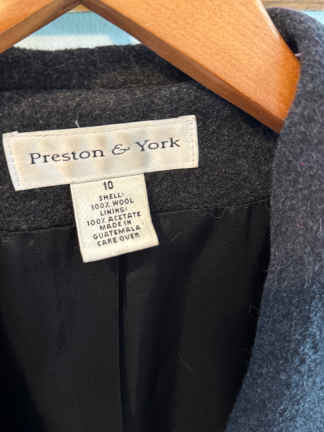 Preston & York
10
SHELL:
100% WOOL
LINING:
100% ACETATE
MADE IN
GUATEMALA
CARE OVER